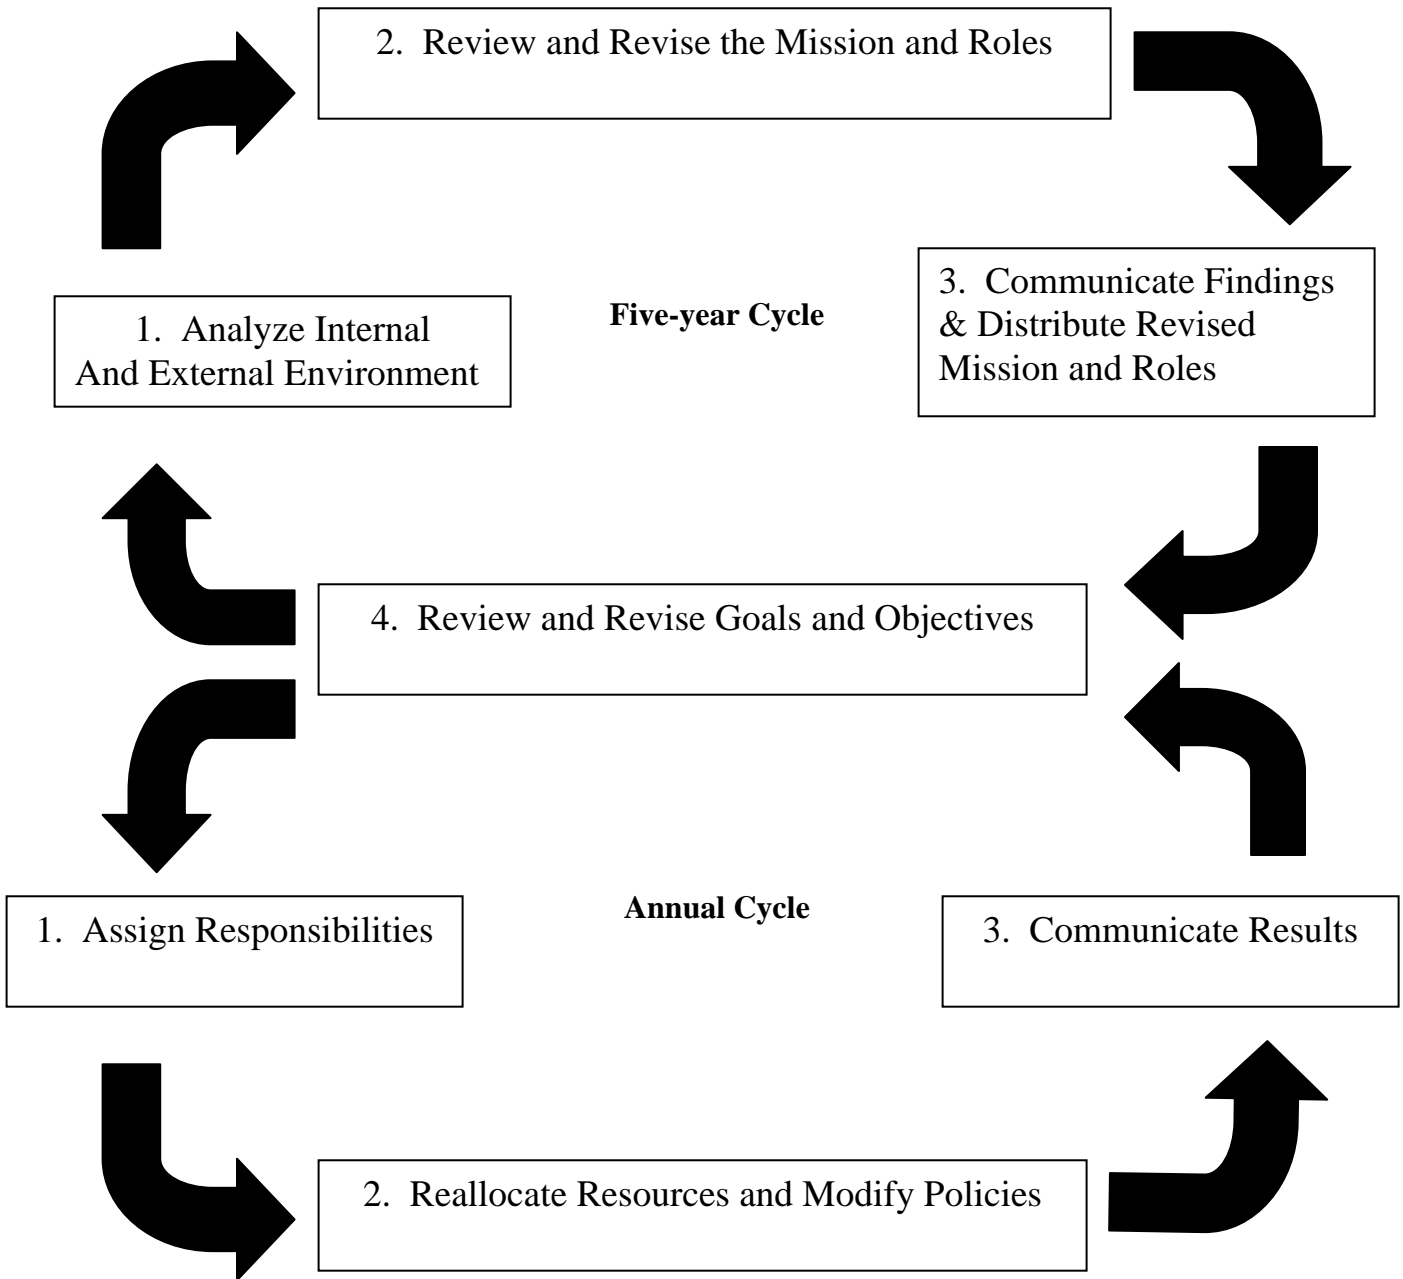 2. Review and Revise the Mission and Roles
1. Analyze Internal
And External Environment
Five-year Cycle
3. Communicate Findings
& Distribute Revised
Mission and Roles
4. Review and Revise Goals and Objectives
1. Assign Responsibilities
Annual Cycle
3. Communicate Results
2. Reallocate Resources and Modify Policies